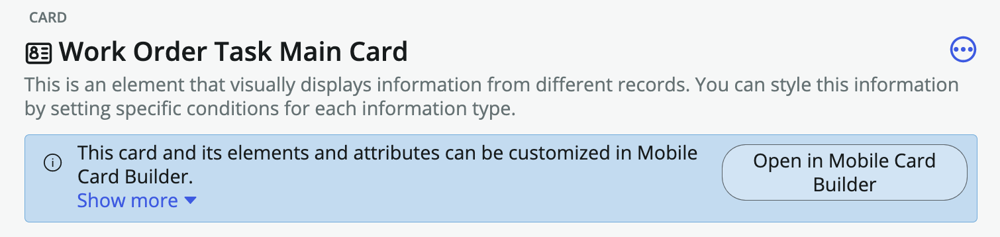 CARD
Work Order Task Main Card
This is an element that visually displays information from different records. You can style this information
by setting specific conditions for each information type.
This card and its elements and attributes can be customized in Mobile
Card Builder.
Show more
Open in Mobile Card
Builder